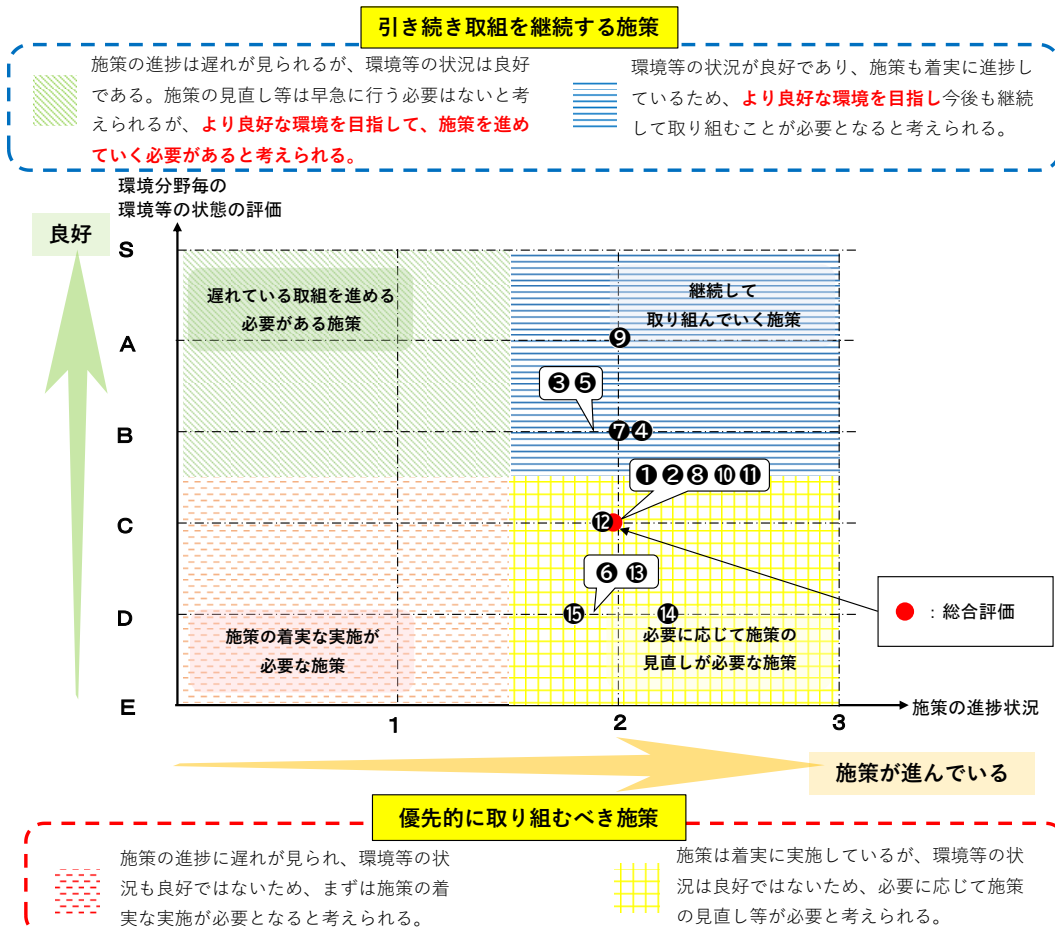 引き続き取組を継続する施策
施策の進捗は遅れが見られるが、環境等の状況は良好
である。施策の見直し等は早急に行う必要はないと考
えられるが、より良好な環境を目指して、施策を進め
ていく必要があると考えられる。
環境等の状況が良好であり、施策も着実に進捗し
ているため、より良好な環境を目指し今後も継続
して取り組むことが必要となると考えられる。
環境分野毎の
環境等の状態の評価
良好
S
遅れている取組を進める
必要がある施策
継続して
取り組んでいく施策
A
❾
❸ ❺
B
❼ ❹
❶ ❷ ❽ ❿ ⓫
C
⓬
❻ ⓭
D
⓯
⓮
● ：総合評価
施策の着実な実施が
必要な施策
必要に応じて施策の
見直しが必要な施策
E
施策の進捗状況
1
2
3
施策が進んでいる
優先的に取り組むべき施策
施策の進捗に遅れが見られ、環境等の状
況も良好ではないため、まずは施策の着
実な実施が必要となると考えられる。
施策は着実に実施しているが、環境等の状
況は良好ではないため、必要に応じて施策
の見直し等が必要と考えられる。